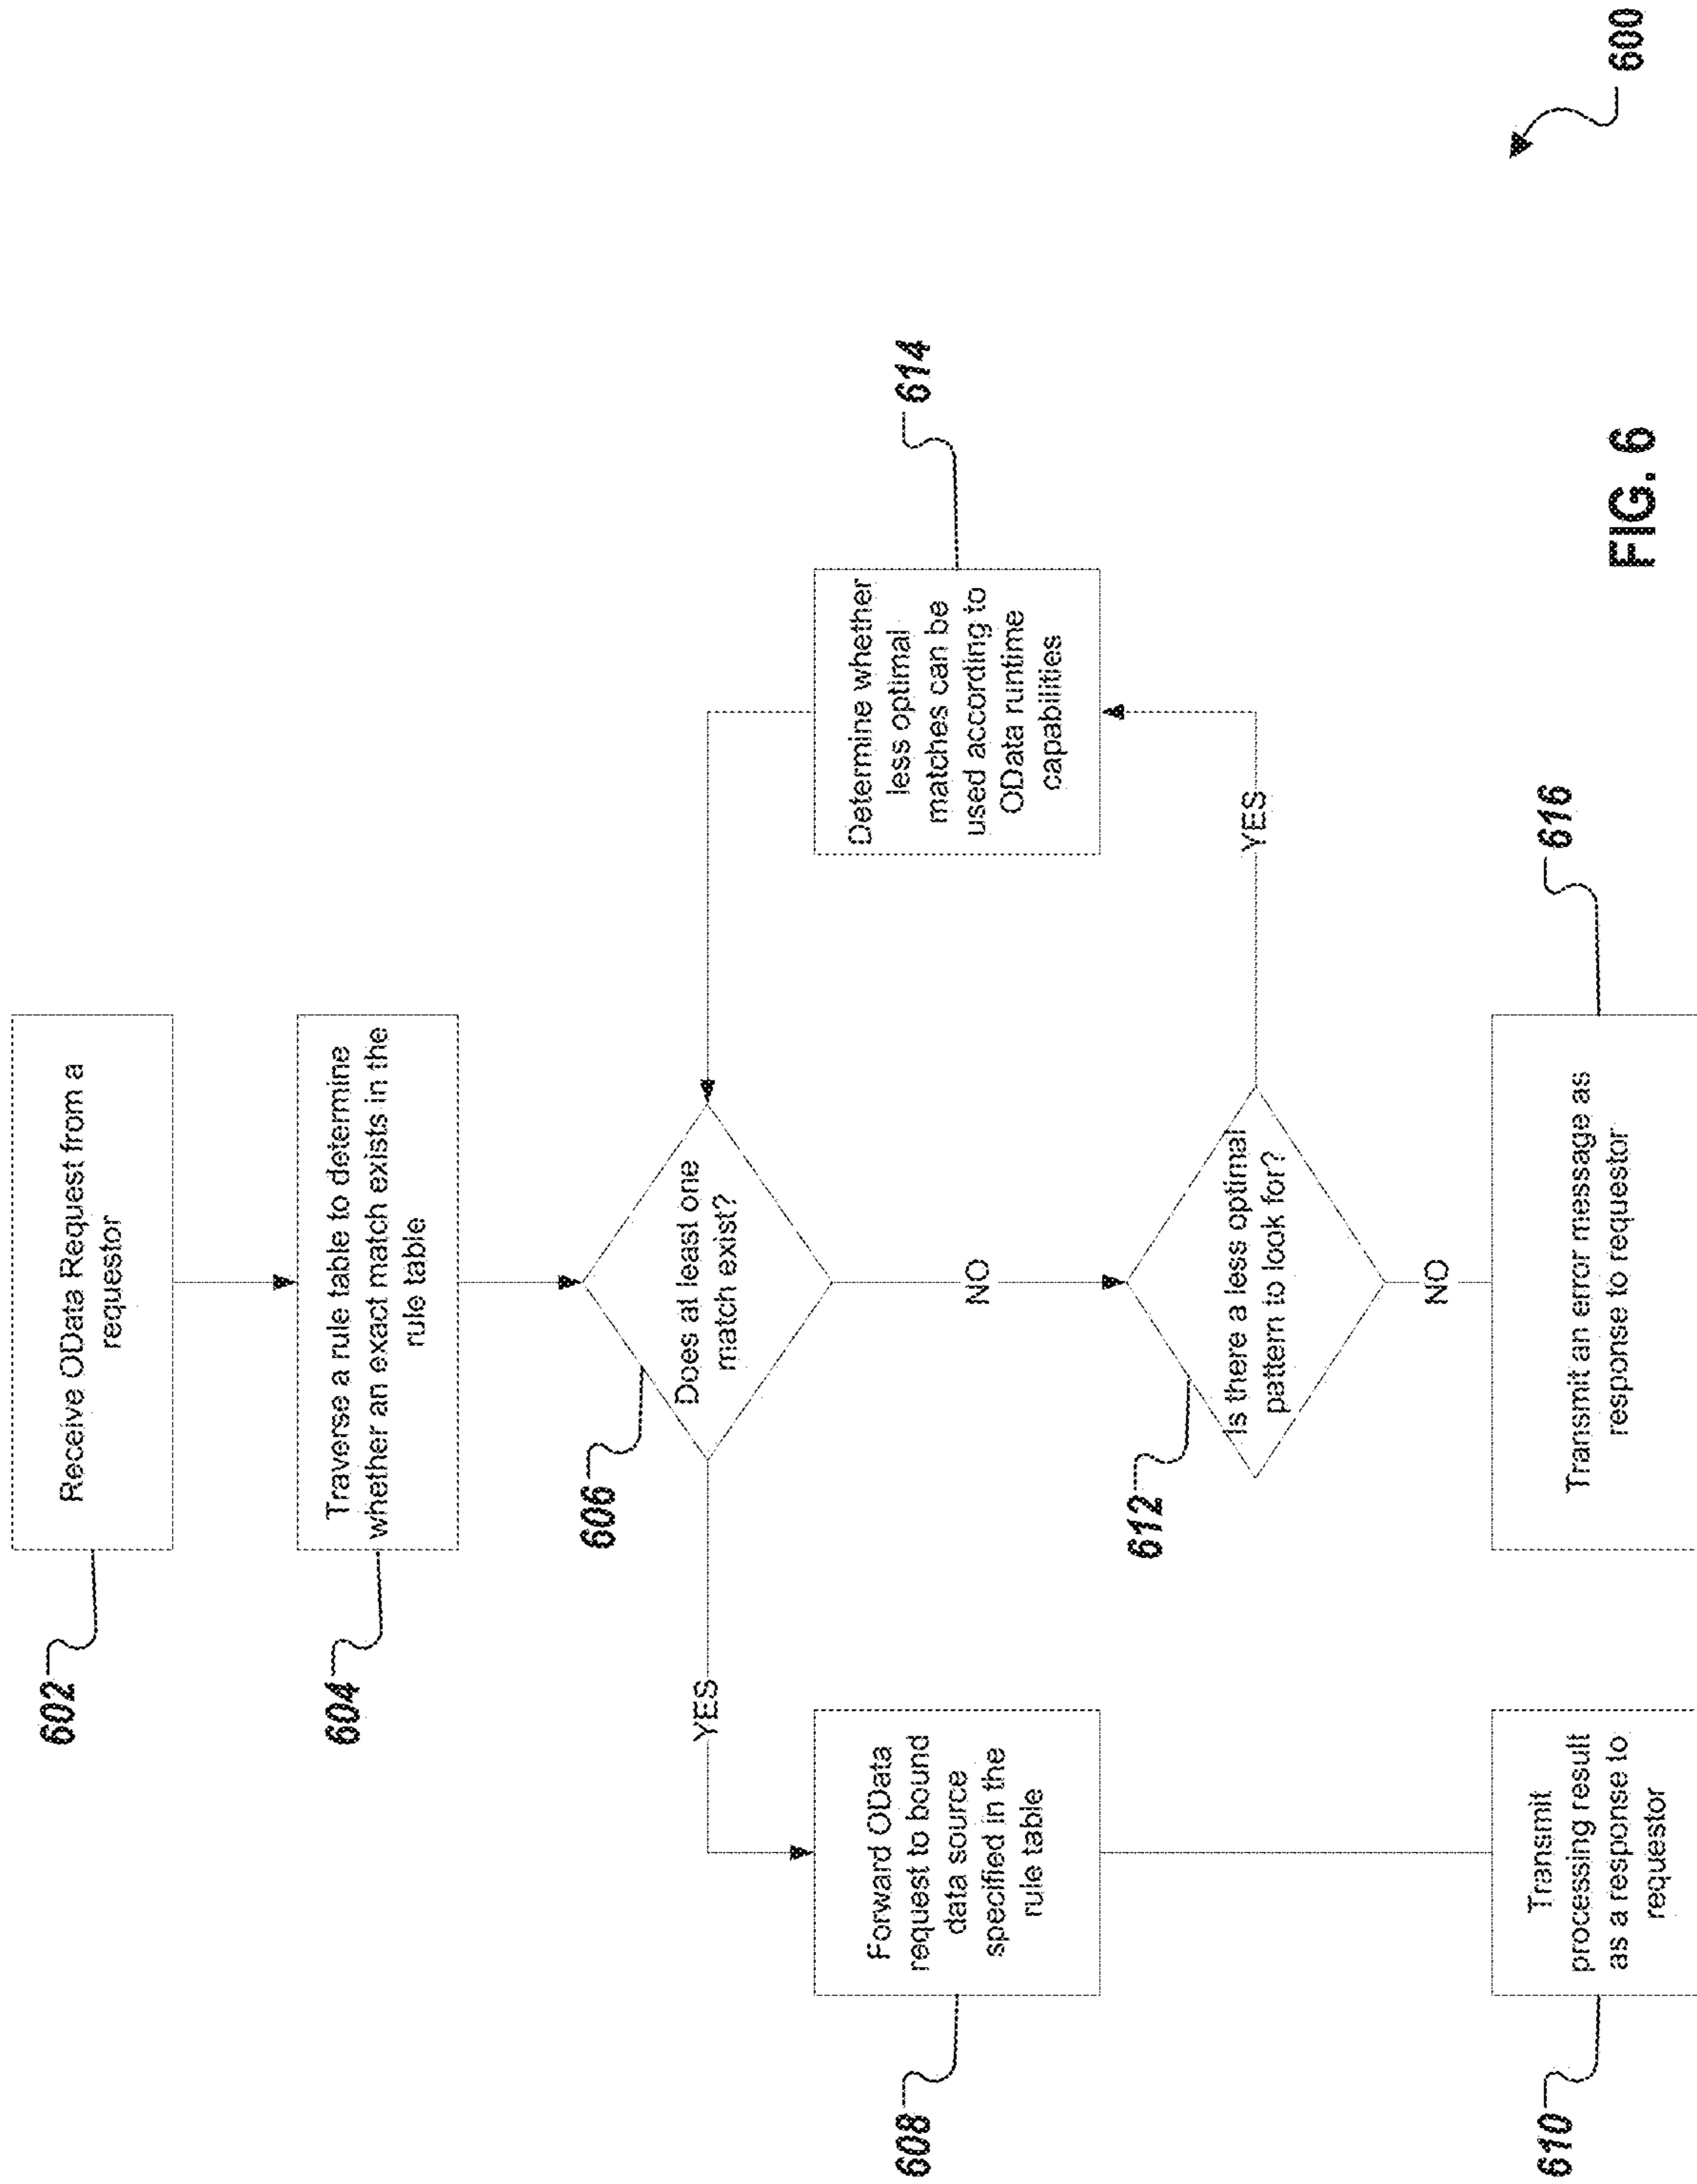 602
Receive OData Request from a
requestor
604
Traverse a rule table to determine
whether an exact match exists in the
rule table
606
Does at least one
match exist?
YES
NO
608
Forward OData
request to bound
data source
specified in the
rule table
614
Determine whether
less optimal
matches can be
used according to
OData runtime
capabilities
612
Is there a less optimal
pattern to look for?
YES
NO
610
Transmit
processing result
as a response to
requestor
616
Transmit an error message as
response to requestor
FIG. 6
600